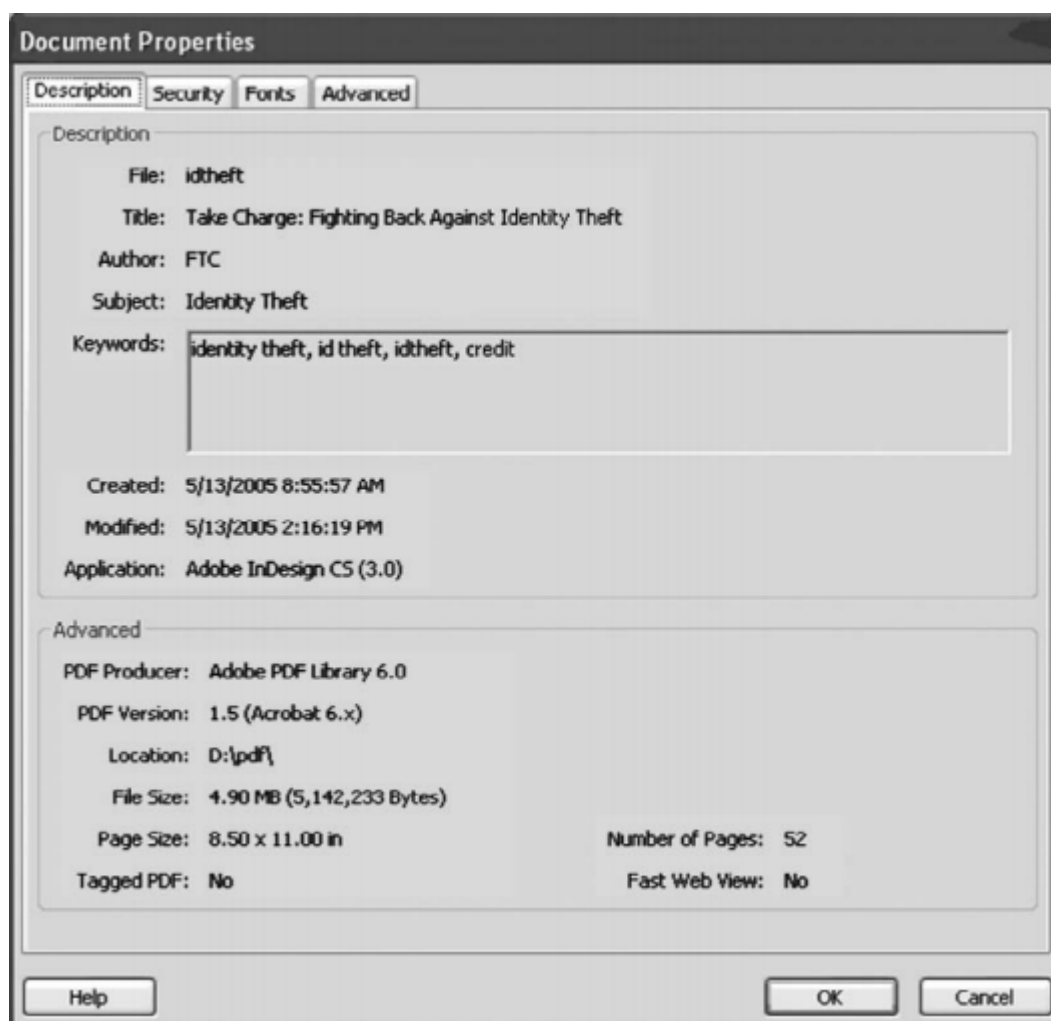 Document Properties
Description Security Fonts Advanced
Description
File: idtheft
Title: Take Charge: Fighting Back Against Identity Theft
Author: FTC
Subject: Identity Theft
Keywords: identity theft, id theft, idtheft, credit
Created: 5/13/2005 8:55:57 AM
Modified: 5/13/2005 2:16:19 PM
Application: Adobe InDesign CS (3.0)
Advanced
PDF Producer: Adobe PDF Library 6.0
PDF Version: 1.5 (Acrobat 6.x)
Location: D:\pdf\
File Size: 4.90 MB (5,142,233 Bytes)
Page Size: 8.50 x 11.00 in Number of Pages: 52
Tagged PDF: No Fast Web View: No
Help OK Cancel